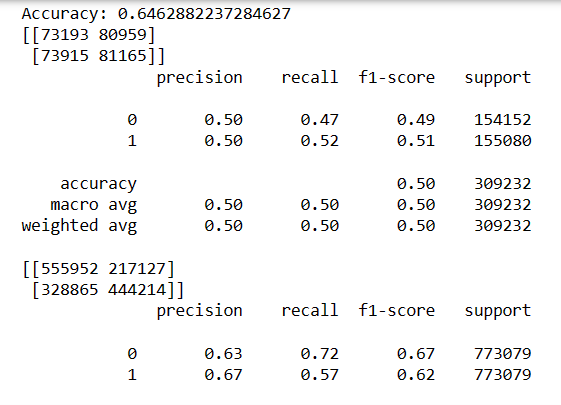 Accuracy: 0.6462882237284627
[[73193 80959]
[73915 81165]]
precision recall f1-score support
0 0.50 0.47 0.49 154152
1 0.50 0.52 0.51 155080
accuracy 0.50 309232
macro avg 0.50 0.50 0.50 309232
weighted avg 0.50 0.50 0.50 309232
[[555952 217127]
[328865 444214]]
precision recall f1-score support
0 0.63 0.72 0.67 773079
1 0.67 0.57 0.62 773079